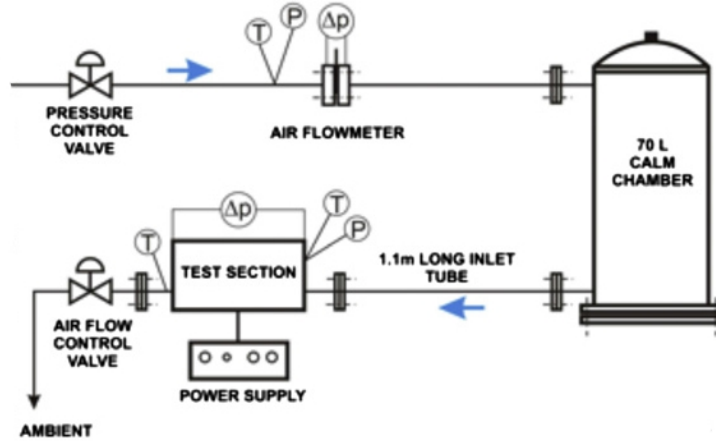 T
P
Δp
PRESSURE
CONTROL
VALVE
AIR FLOWMETER
70 L
CALM
CHAMBER
Δp
T
P
T
TEST SECTION
1.1m LONG INLET
TUBE
AIR FLOW
CONTROL
VALVE
POWER SUPPLY
AMBIENT